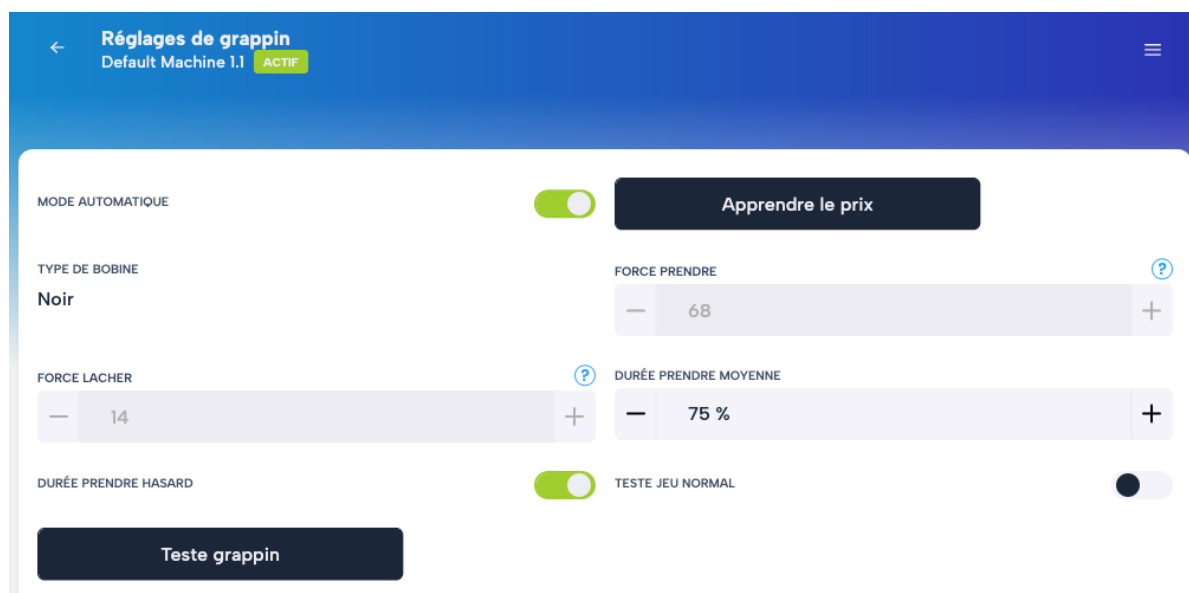 Réglages de grappin
Default Machine 1.1 ACTIF
MODE AUTOMATIQUE
Apprendre le prix
TYPE DE BOBINE
Noir
FORCE PRENDRE ?
68
FORCE LACHER ?
14
DURÉE PRENDRE MOYENNE
75 %
DURÉE PRENDRE HASARD
TESTE JEU NORMAL
Teste grappin